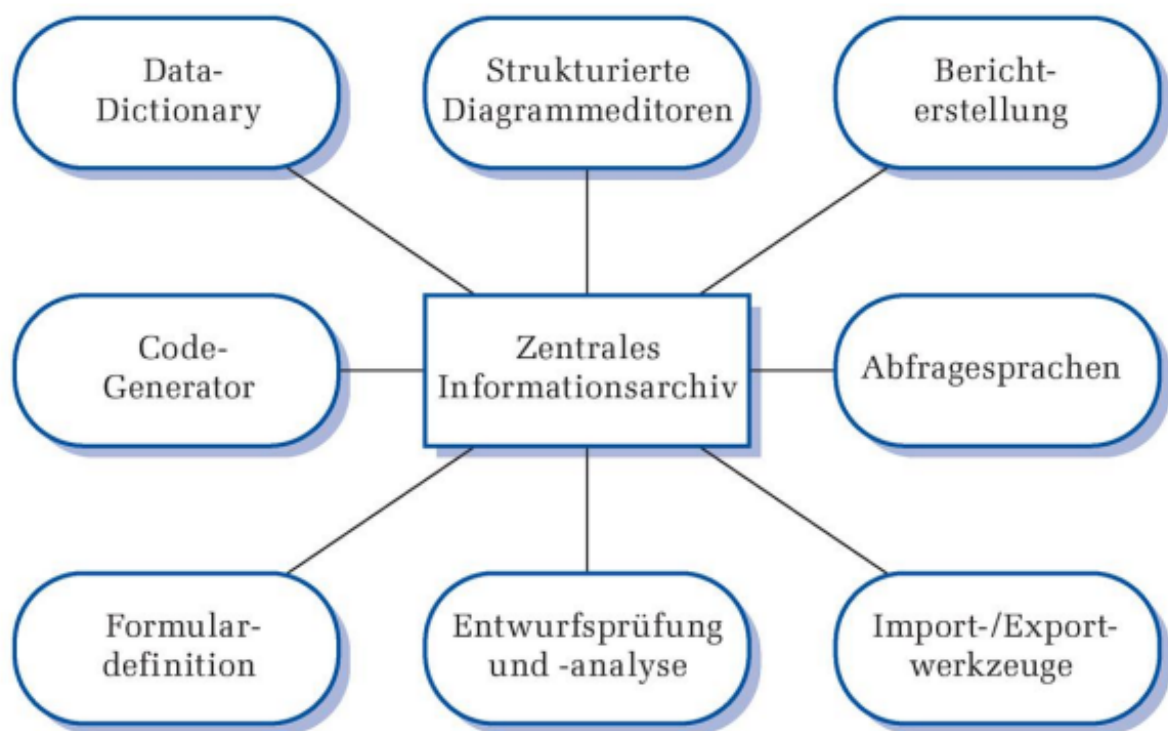 Data-
Dictionary
Strukturierte
Diagrammeditoren
Bericht-
erstellung
Code-
Generator
Zentrales
Informationsarchiv
Abfragesprachen
Formular-
definition
Entwurfsprüfung
und -analyse
Import-/Export-
werkzeuge